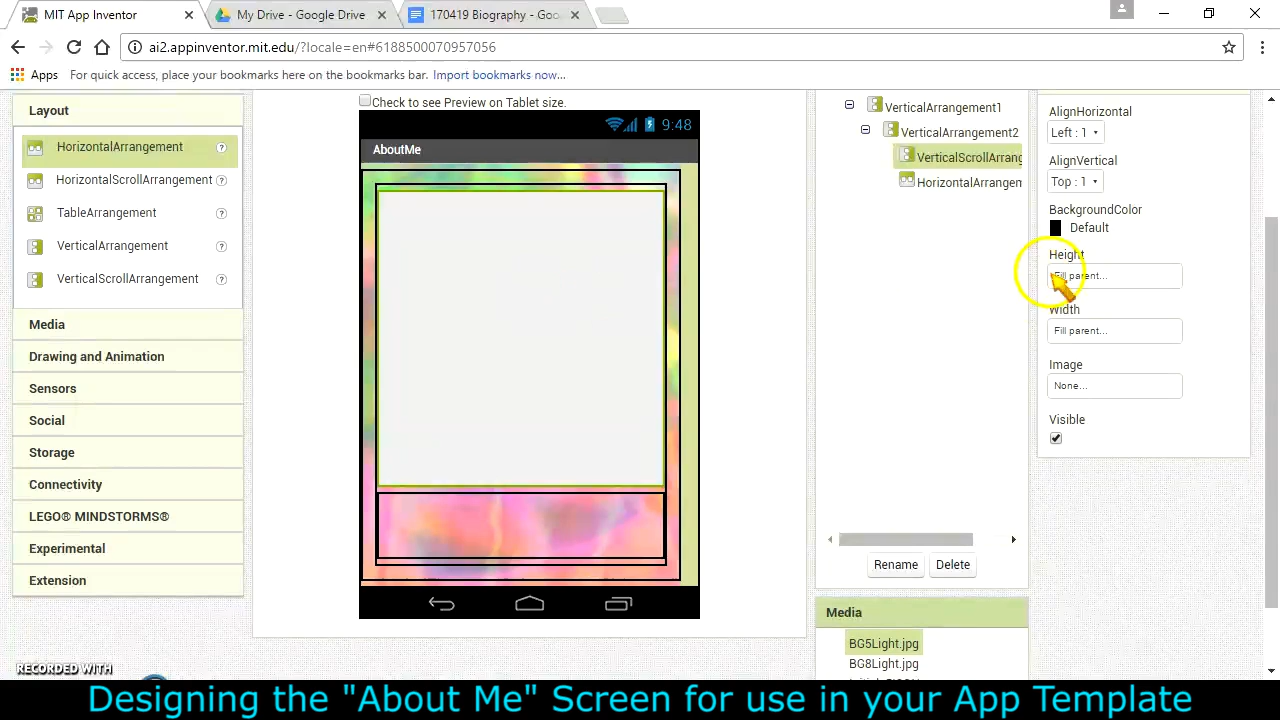 MIT App Inventor
My Drive - Google Drive
170419 Biography - Goo
ai2.appinventor.mit.edu/?locale=en#6188500070957056
Apps
For quick access, place your bookmarks here on the bookmarks bar.
Import bookmarks now...
Layout
HorizontalArrangement
HorizontalScrollArrangement
TableArrangement
VerticalArrangement
VerticalScrollArrangement
Media
Drawing and Animation
Sensors
Social
Storage
Connectivity
LEGO® MINDSTORMS®
Experimental
Extension
Check to see Preview on Tablet size.
9:48
AboutMe
VerticalArrangement1
VerticalArrangement2
VerticalScrollArrang
HorizontalArrangem
Rename
Delete
Media
BG5Light.jpg
BG8Light.jpg
AlignHorizontal
Left : 1
AlignVertical
Top : 1
BackgroundColor
Default
Height
Fill parent...
Width
Fill parent...
Image
None...
Visible
RECORDED WITH
Designing the "About Me" Screen for use in your App Template